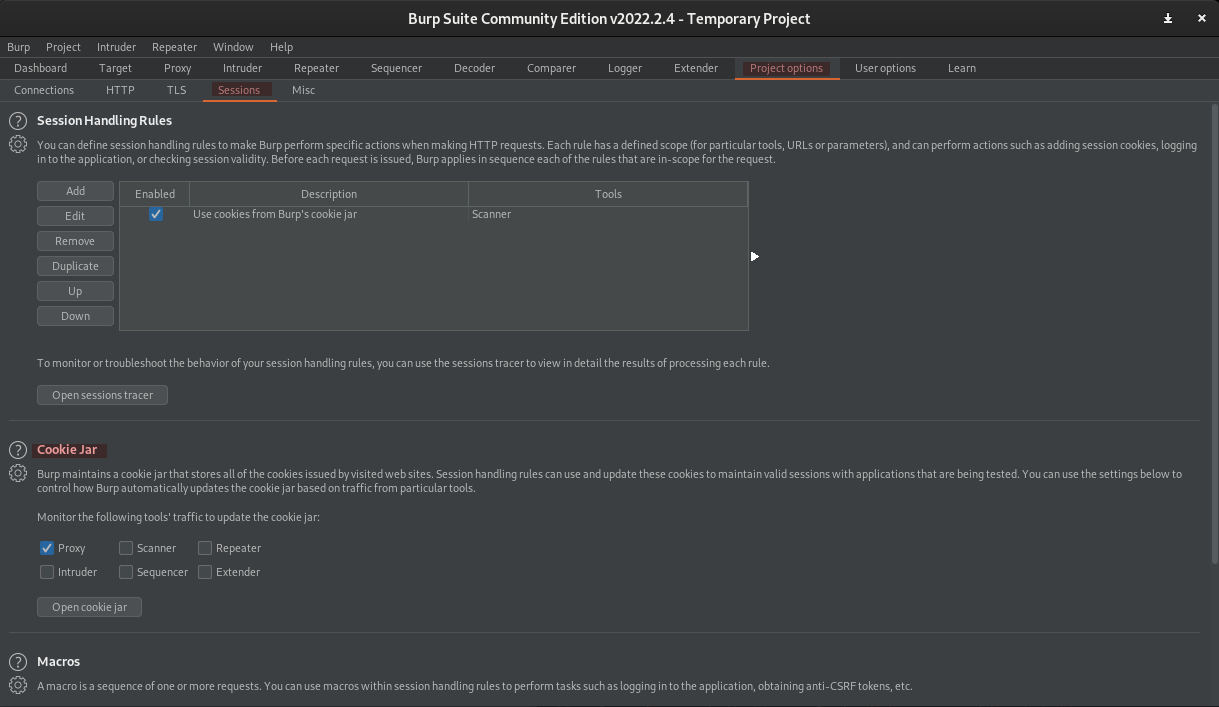 Burp Suite Community Edition v2022.2.4 - Temporary Project
Burp Project Intruder Repeater Window Help
Dashboard Target Proxy Intruder Repeater Sequencer Decoder Comparer Logger Extender Project options User options Learn
Connections HTTP TLS Sessions Misc
? Session Handling Rules
You can define session handling rules to make Burp perform specific actions when making HTTP requests. Each rule has a defined scope (for particular tools, URLs or parameters), and can perform actions such as adding session cookies, logging
in to the application, or checking session validity. Before each request is issued, Burp applies in sequence each of the rules that are in-scope for the request.
Add
Edit
Remove
Duplicate
Up
Down
Enabled Description Tools
Use cookies from Burp's cookie jar Scanner
To monitor or troubleshoot the behavior of your session handling rules, you can use the sessions tracer to view in detail the results of processing each rule.
Open sessions tracer
? Cookie Jar
Burp maintains a cookie jar that stores all of the cookies issued by visited web sites. Session handling rules can use and update these cookies to maintain valid sessions with applications that are being tested. You can use the settings below to
control how Burp automatically updates the cookie jar based on traffic from particular tools.
Monitor the following tools' traffic to update the cookie jar:
Proxy Scanner Repeater
Intruder Sequencer Extender
Open cookie jar
? Macros
A macro is a sequence of one or more requests. You can use macros within session handling rules to perform tasks such as logging in to the application, obtaining anti-CSRF tokens, etc.